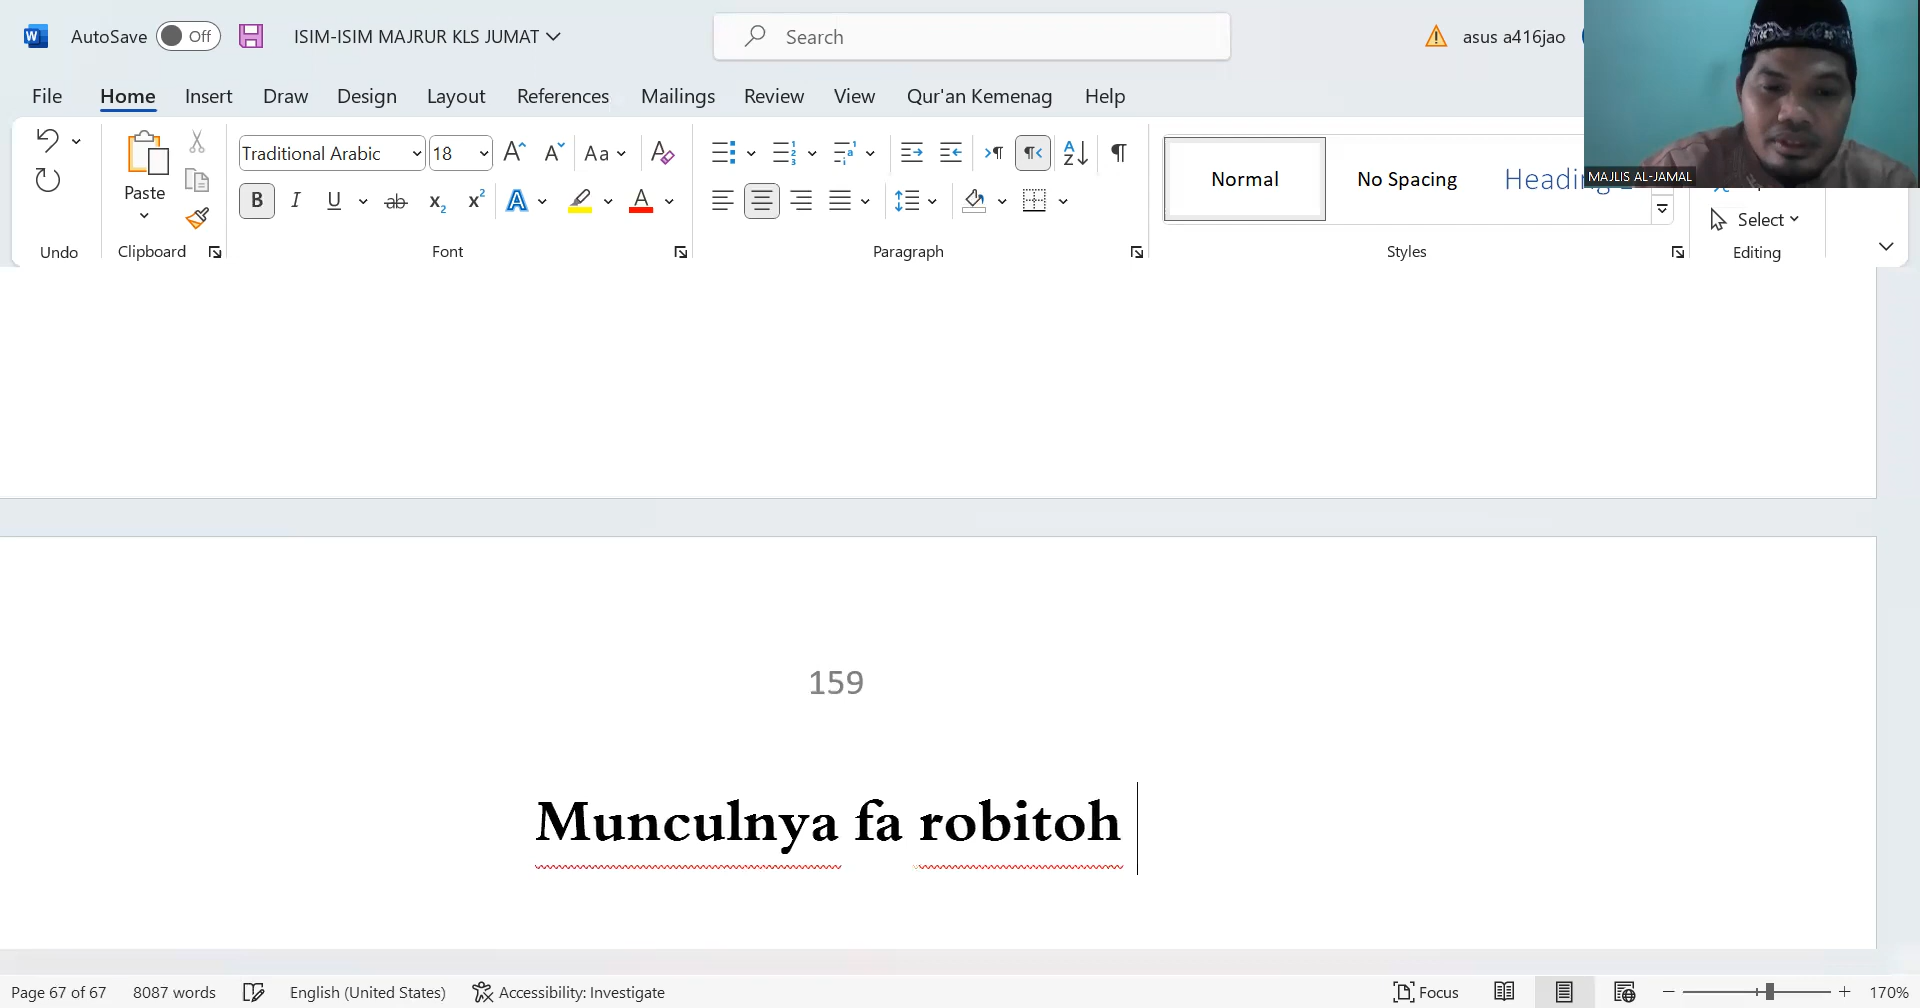 AutoSave Off ISIM-ISIM MAJRUR KLS JUMAT Search asus a416jao
File Home Insert Draw Design Layout References Mailings Review View Qur'an Kemenag Help
Traditional Arabic 18
Paste
Normal No Spacing Heading
MAJLIS AL-JAMAL
Select
Undo Clipboard Font Paragraph Styles Editing
159
Munculnya fa robitoh
Page 67 of 67 8087 words English (United States) Accessibility: Investigate Focus 170%